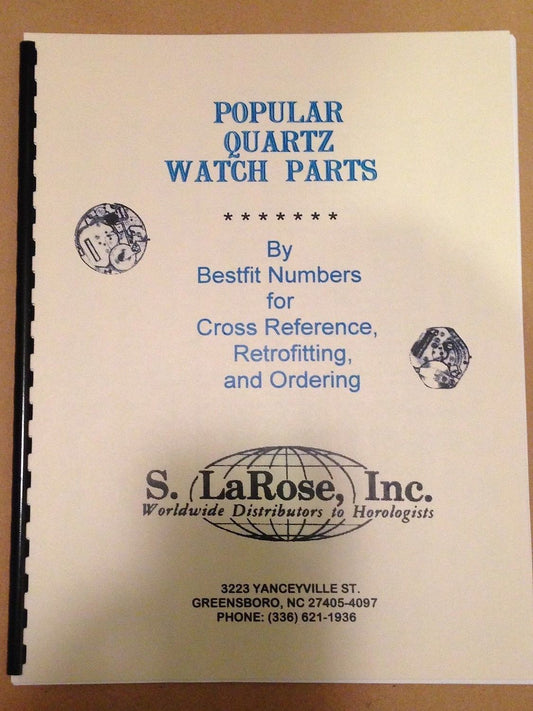 POPULAR
QUARTZ
WATCH PARTS
* * * * * * *
By
Bestfit Numbers
for
Cross Reference,
Retrofitting,
and Ordering
S. LaRose, Inc.
Worldwide Distributors to Horologists
3223 YANCEYVILLE ST.
GREENSBORO, NC 27405-4097
PHONE: (336) 621-1936